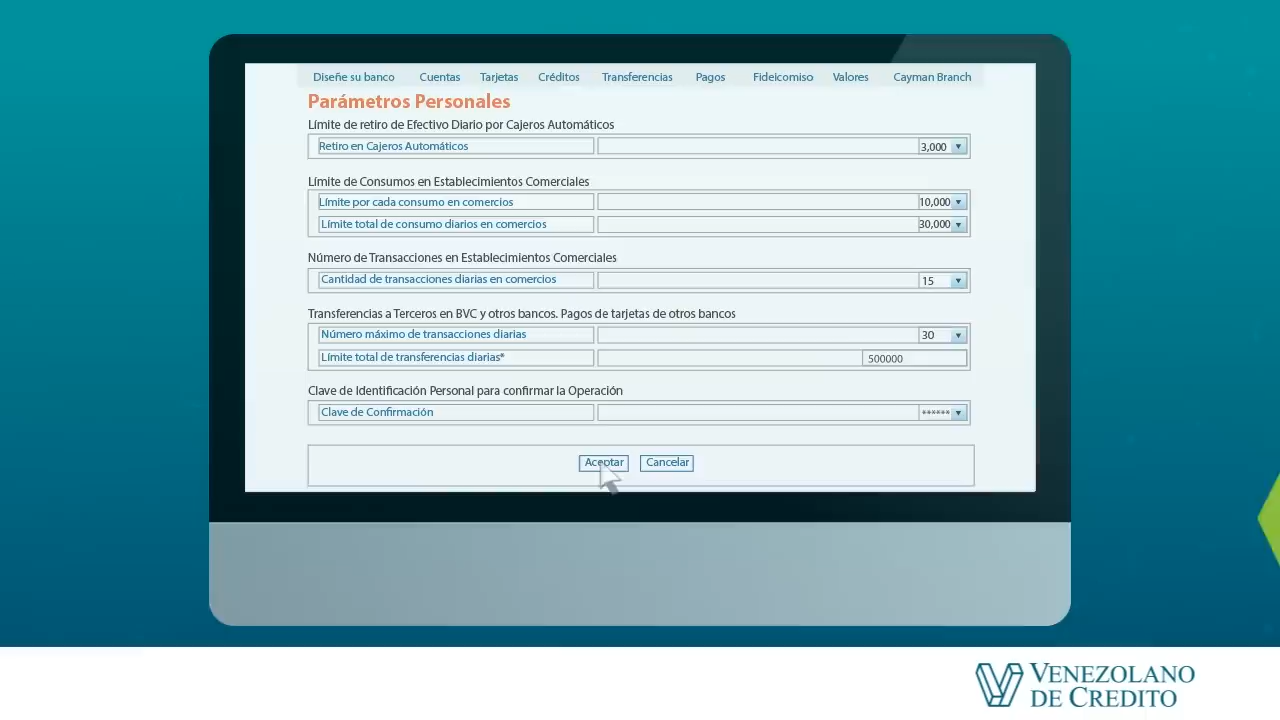 Diseñe su banco Cuentas Tarjetas Créditos Transferencias Pagos Fideicomiso Valores Cayman Branch
Parámetros Personales
Límite de retiro de Efectivo Diario por Cajeros Automáticos
Retiro en Cajeros Automáticos 3,000
Límite de Consumos en Establecimientos Comerciales
Límite por cada consumo en comercios 10,000
Límite total de consumo diarios en comercios 30,000
Número de Transacciones en Establecimientos Comerciales
Cantidad de transacciones diarias en comercios 15
Transferencias a Terceros en BVC y otros bancos. Pagos de tarjetas de otros bancos
Número máximo de transacciones diarias 30
Límite total de transferencias diarias* 500000
Clave de Identificación Personal para confirmar la Operación
Clave de Confirmación ******
Aceptar Cancelar
VENEZOLANO
DE CREDITO